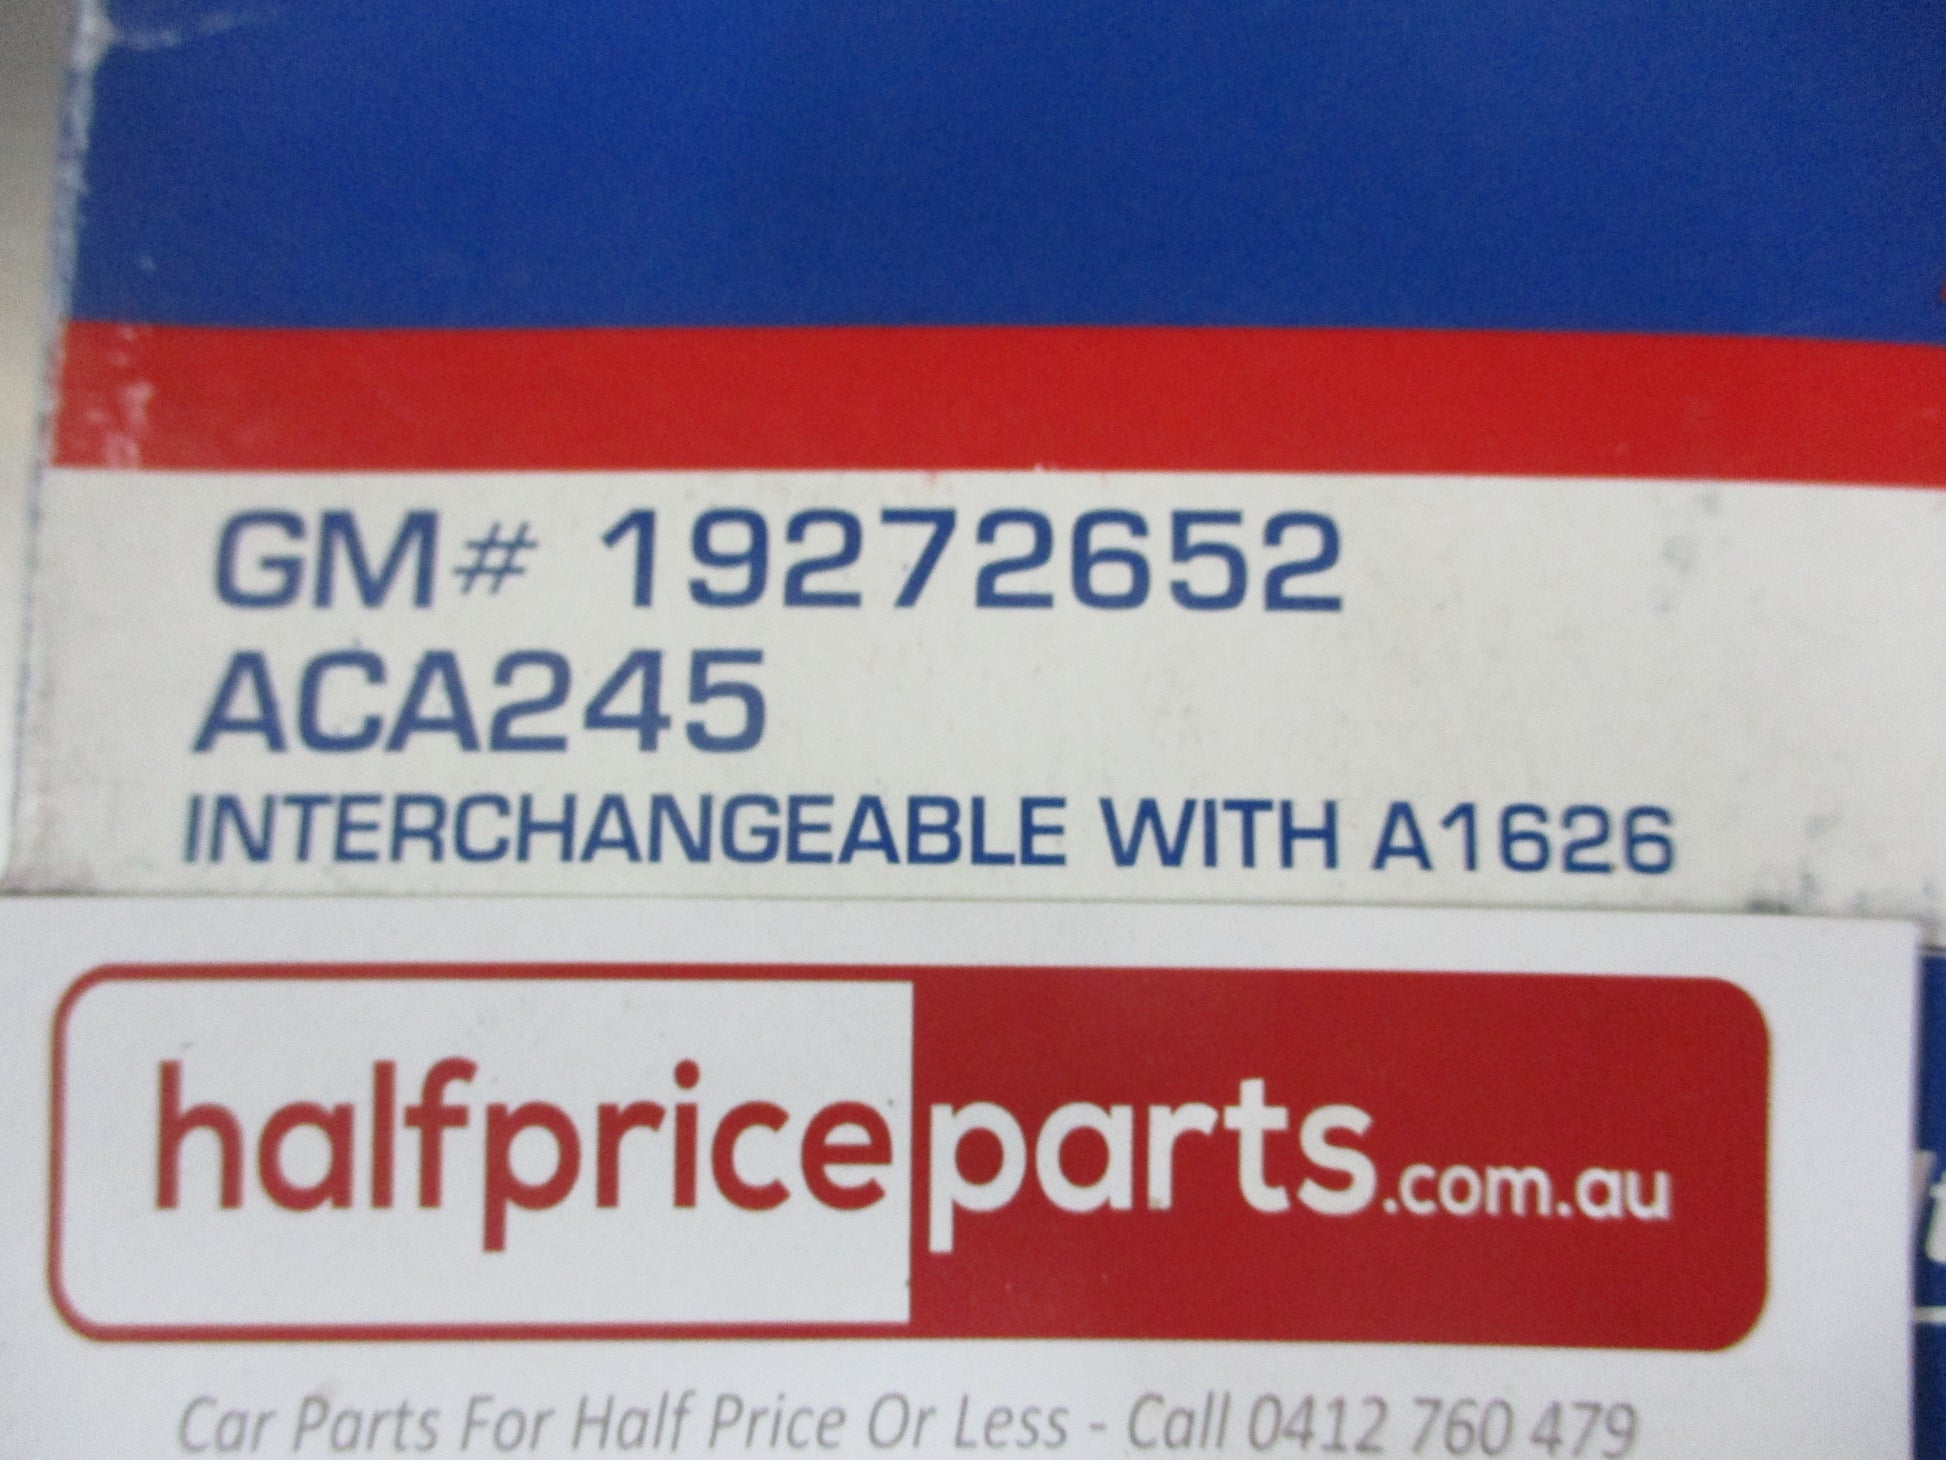 GM# 19272652
ACA245
INTERCHANGEABLE WITH A1626
halfpriceparts.com.au
Car Parts For Half Price Or Less - Call 0412 760 479